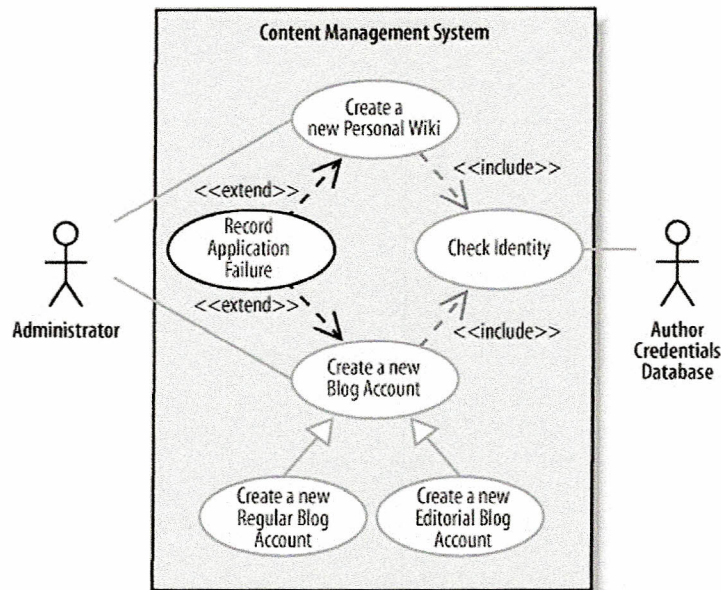 Content Management System
Create a
new Personal Wiki
<<extend>>
<<include>>
Record
Application
Failure
Check Identity
<<extend>>
<<include>>
Administrator
Author
Credentials
Database
Create a new
Blog Account
Create a new
Regular Blog
Account
Create a new
Editorial Blog
Account